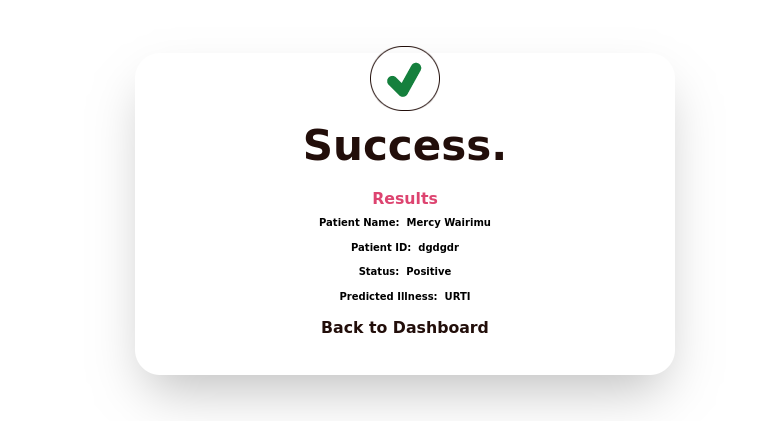 Success.
Results
Patient Name: Mercy Wairimu
Patient ID: dgdgdr
Status: Positive
Predicted Illness: URTI
Back to Dashboard